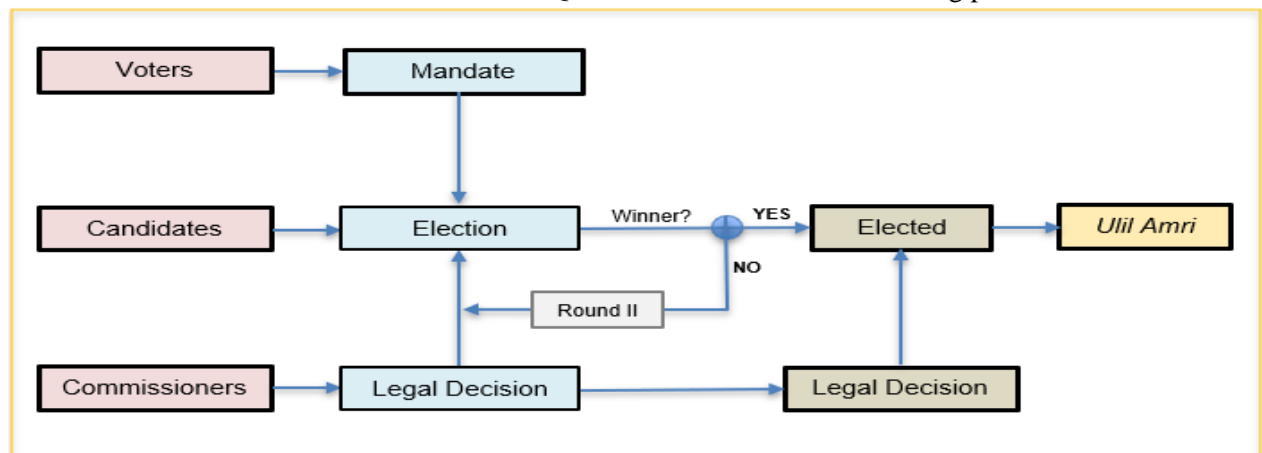 Voters
Mandate
Candidates
Election
Winner?
YES
Elected
Ulil Amri
NO
Round II
Commissioners
Legal Decision
Legal Decision